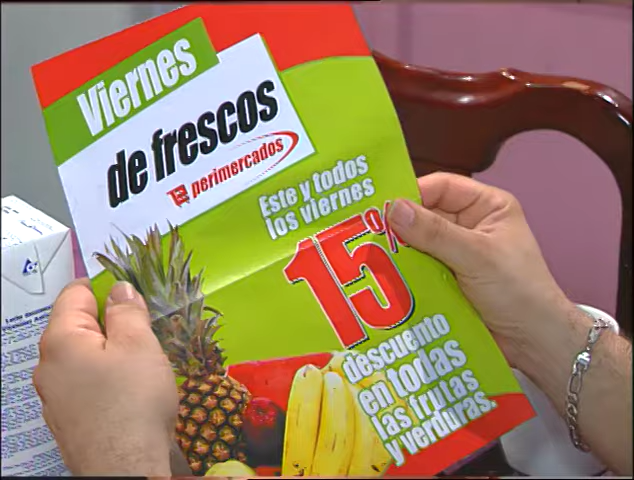 Viernes
de frescos
perimercados
Este y todos
los viernes
15%
descuento
en todas
las frutas
y verduras.